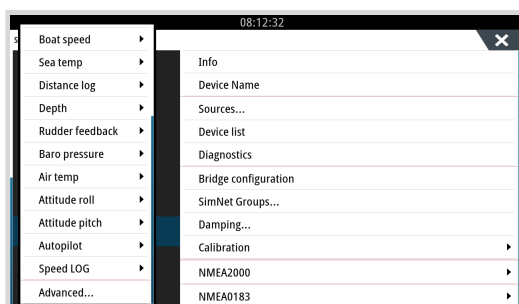 08:12:32
s
Boat speed
Sea temp
Distance log
Depth
Rudder feedback
Baro pressure
Air temp
Attitude roll
Attitude pitch
Autopilot
Speed LOG
Advanced...
Info
Device Name
Sources...
Device list
Diagnostics
Bridge configuration
SimNet Groups...
Damping...
Calibration
NMEA2000
NMEA0183